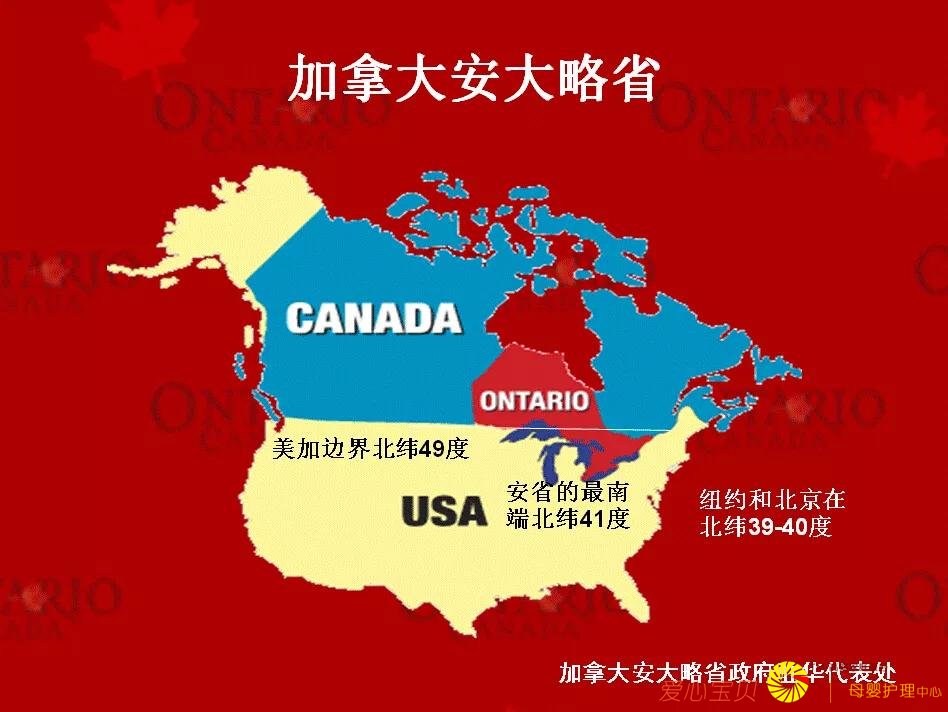 加拿大安大略省
ONTARIO
CANADA
ONTARIO
CANADA
CANADA
ONTARIO
美加边界北纬49度
USA
安省的最南
端北纬41度
纽约和北京在
北纬39-40度
加拿大安大略省政府驻华代表处
爱心宝贝
母婴护理中心